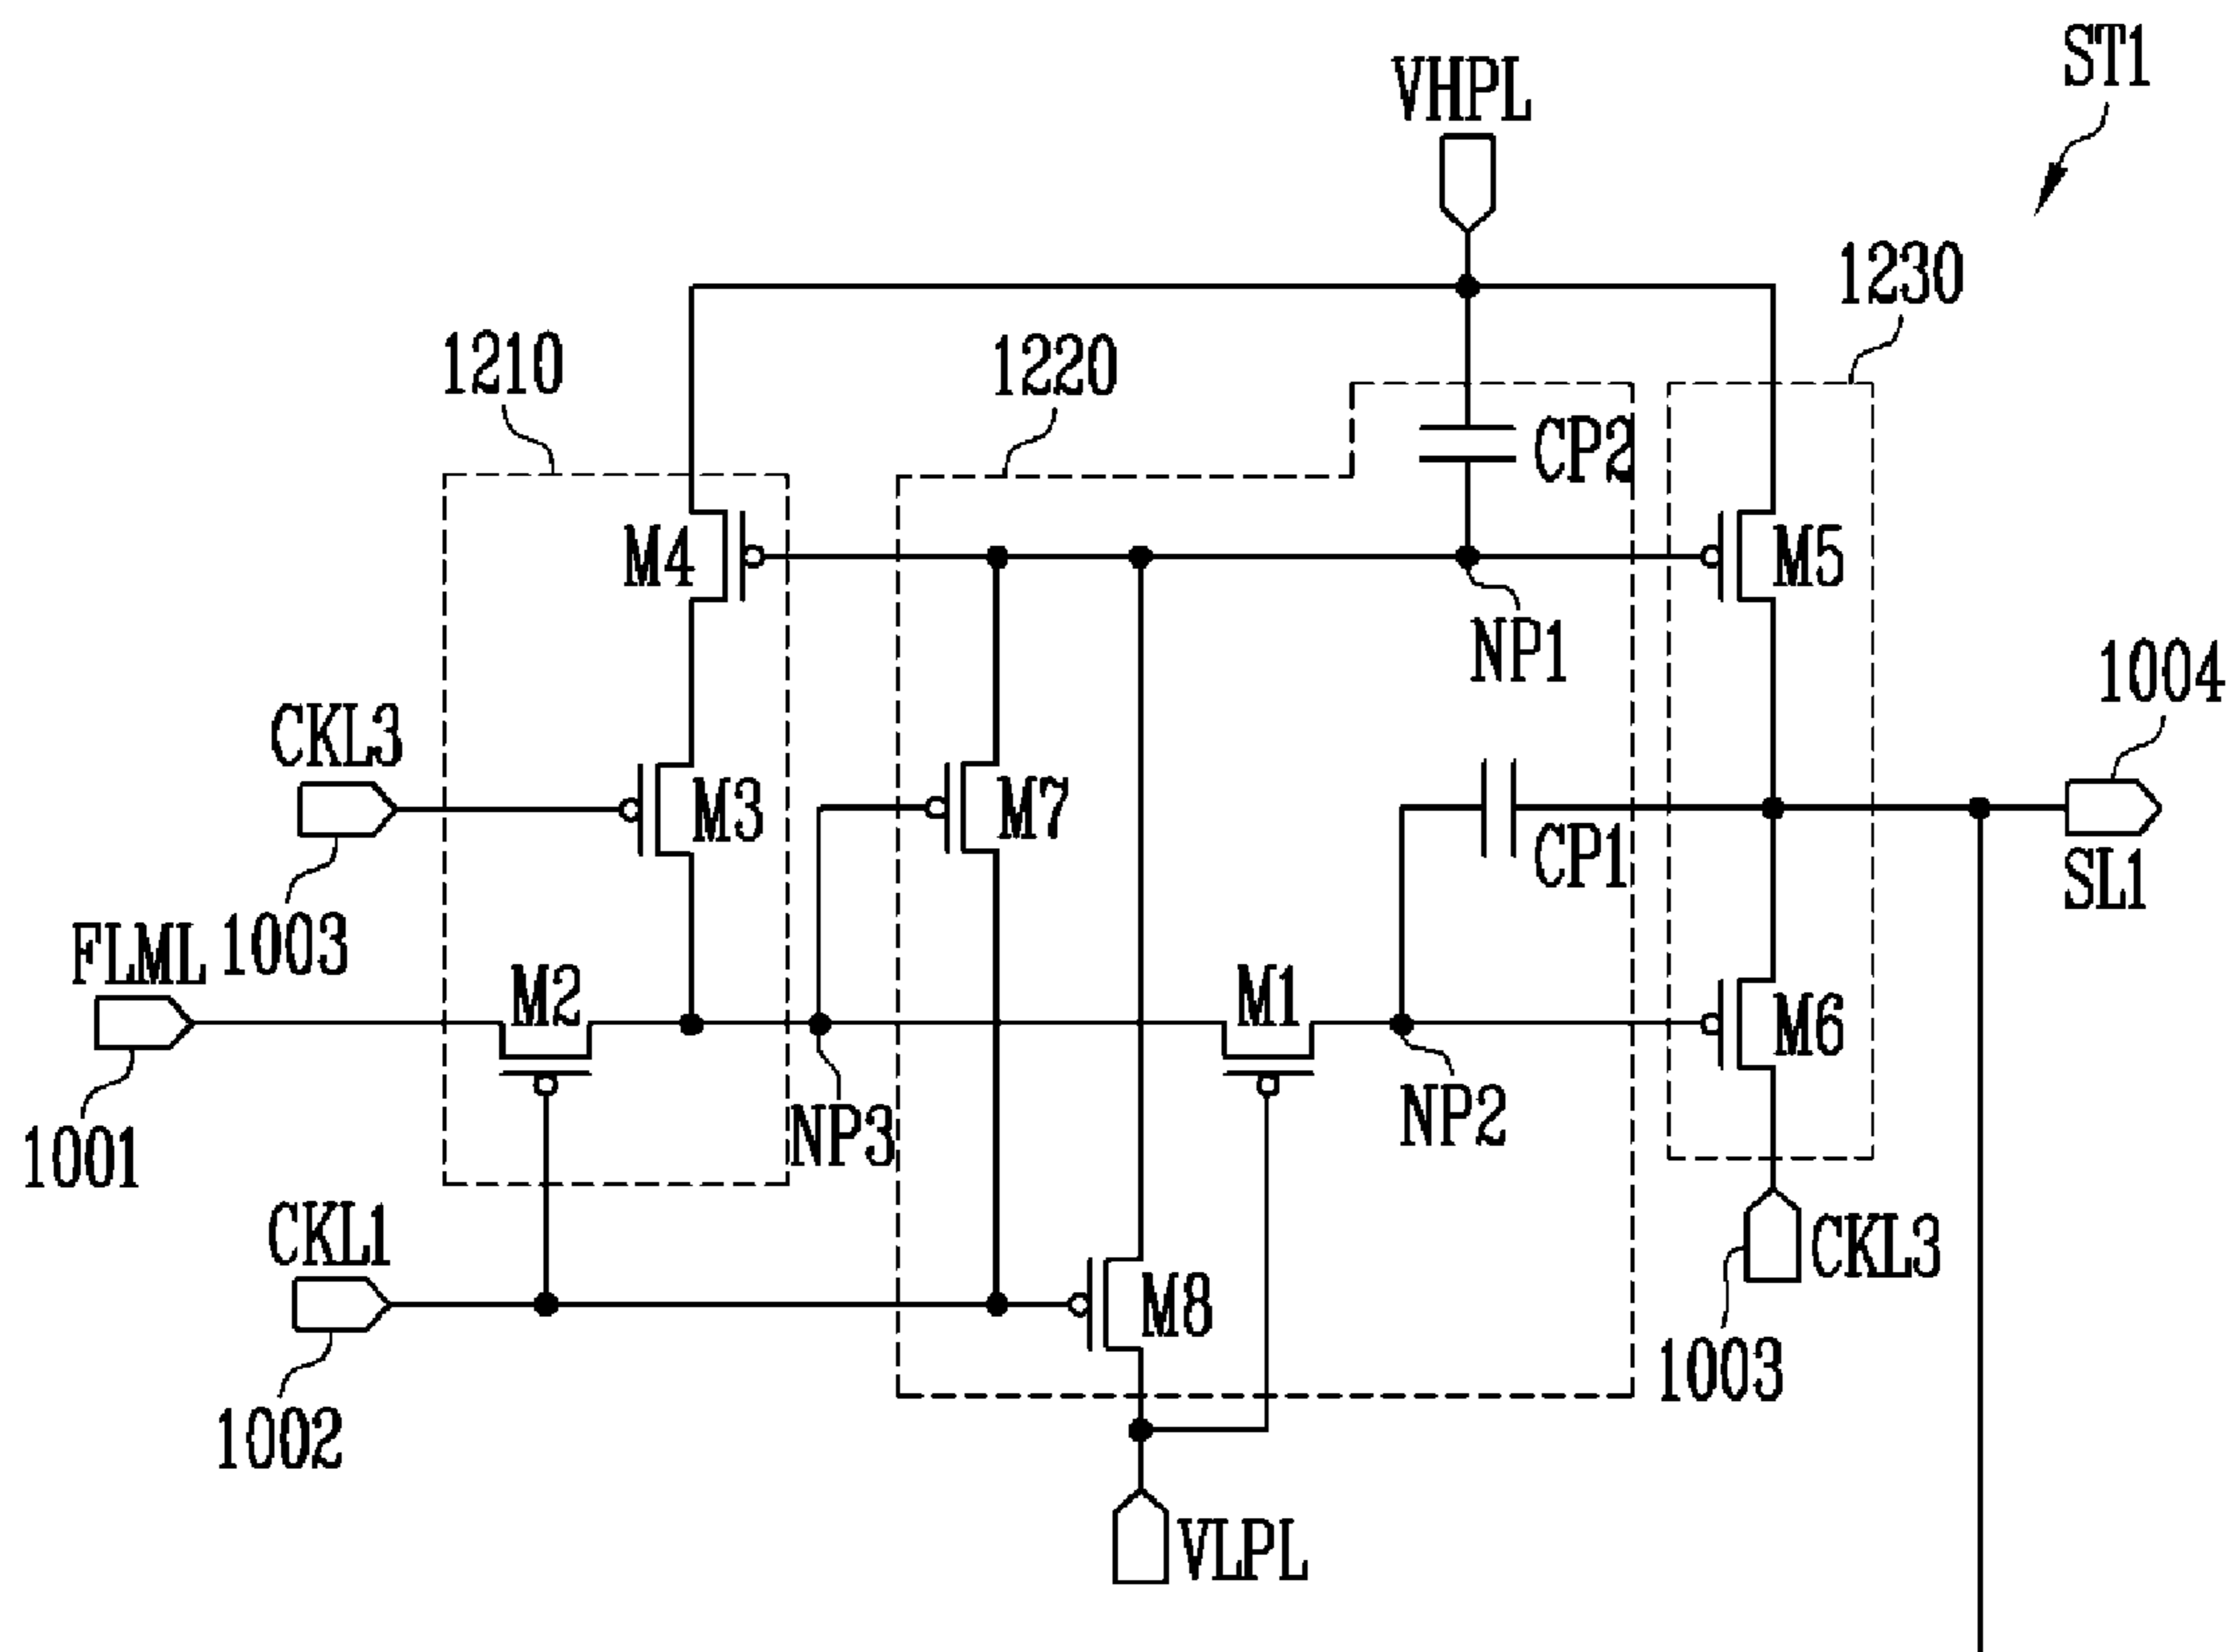 ST1
VHPL
1230
1210
1220
CP2
M4
M5
NP1
1004
CKL3
M3
M7
CP1
SL1
1003
FLML
M2
M1
M6
NP3
NP2
1001
CKL1
M8
CKL3
1003
1002
VLPL